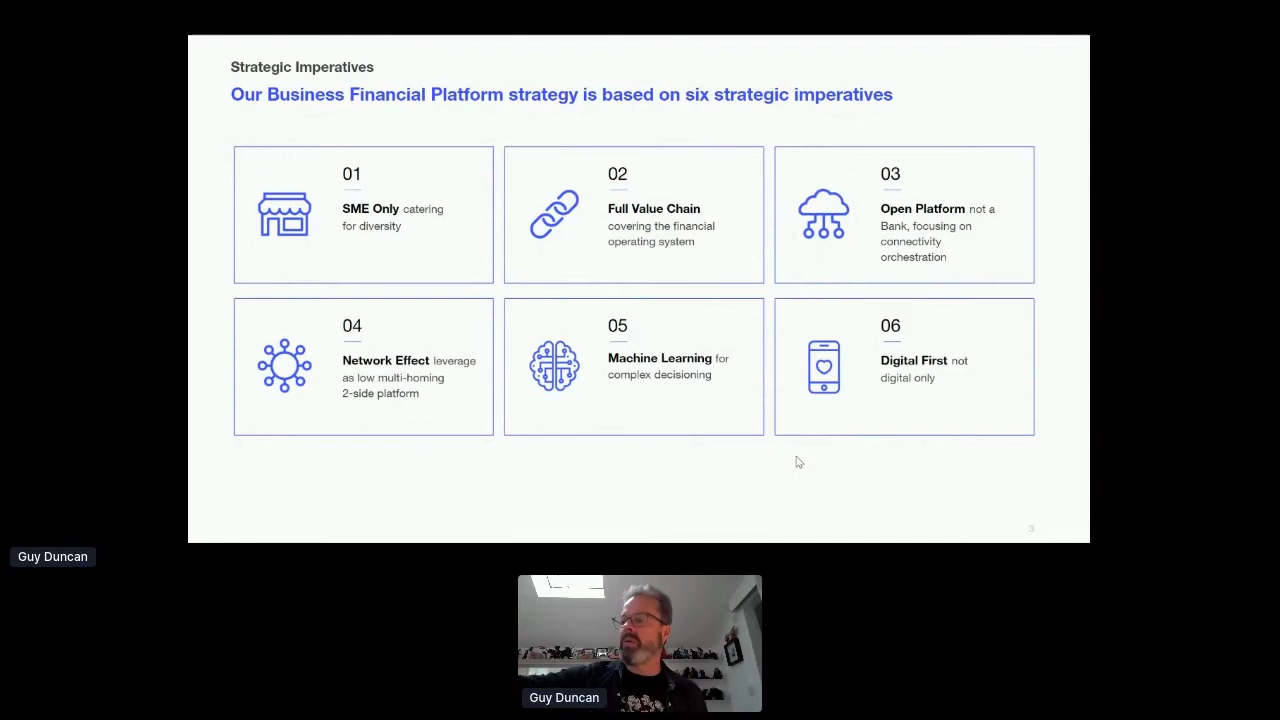 Strategic Imperatives
Our Business Financial Platform strategy is based on six strategic imperatives
01
SME Only catering
for diversity
02
Full Value Chain
covering the financial
operating system
03
Open Platform not a
Bank, focusing on
connectivity
orchestration
04
Network Effect leverage
as low multi-homing
2-side platform
05
Machine Learning for
complex decisioning
06
Digital First not
digital only
3
Guy Duncan
Guy Duncan